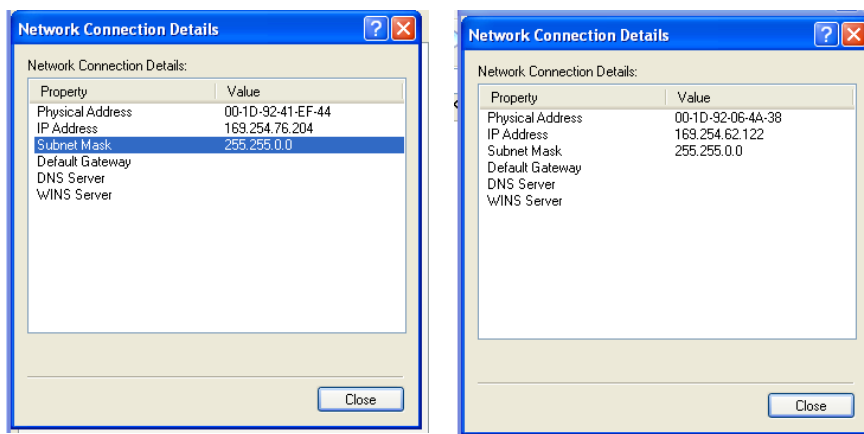 Network Connection Details
Network Connection Details:
Property Value
Physical Address 00-1D-92-41-EF-44
IP Address 169.254.76.204
Subnet Mask 255.255.0.0
Default Gateway
DNS Server
WINS Server
Close
Network Connection Details
Network Connection Details:
Property Value
Physical Address 00-1D-92-06-4A-38
IP Address 169.254.62.122
Subnet Mask 255.255.0.0
Default Gateway
DNS Server
WINS Server
Close